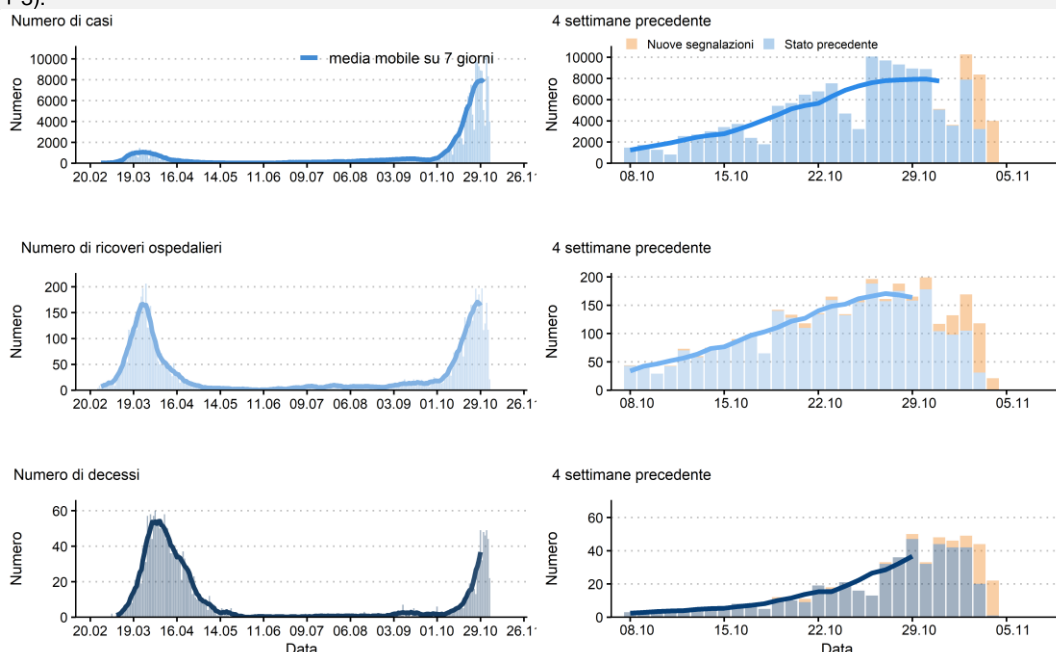 Numero di casi
4 settimane precedente
media mobile su 7 giorni
Nuove segnalazioni
Stato precedente
Numero
10000
8000
6000
4000
2000
0
20.02 19.03 16.04 14.05 11.06 09.07 06.08 03.09 01.10 29.10 26.1
Numero
10000
8000
6000
4000
2000
0
08.10 15.10 22.10 29.10 05.11
Numero di ricoveri ospedalieri
4 settimane precedente
Numero
200
150
100
50
0
20.02 19.03 16.04 14.05 11.06 09.07 06.08 03.09 01.10 29.10 26.1
Numero
200
150
100
50
0
08.10 15.10 22.10 29.10 05.11
Numero di decessi
4 settimane precedente
Numero
60
40
20
0
20.02 19.03 16.04 14.05 11.06 09.07 06.08 03.09 01.10 29.10 26.1
Data
Numero
60
40
20
0
08.10 15.10 22.10 29.10 05.11
Data